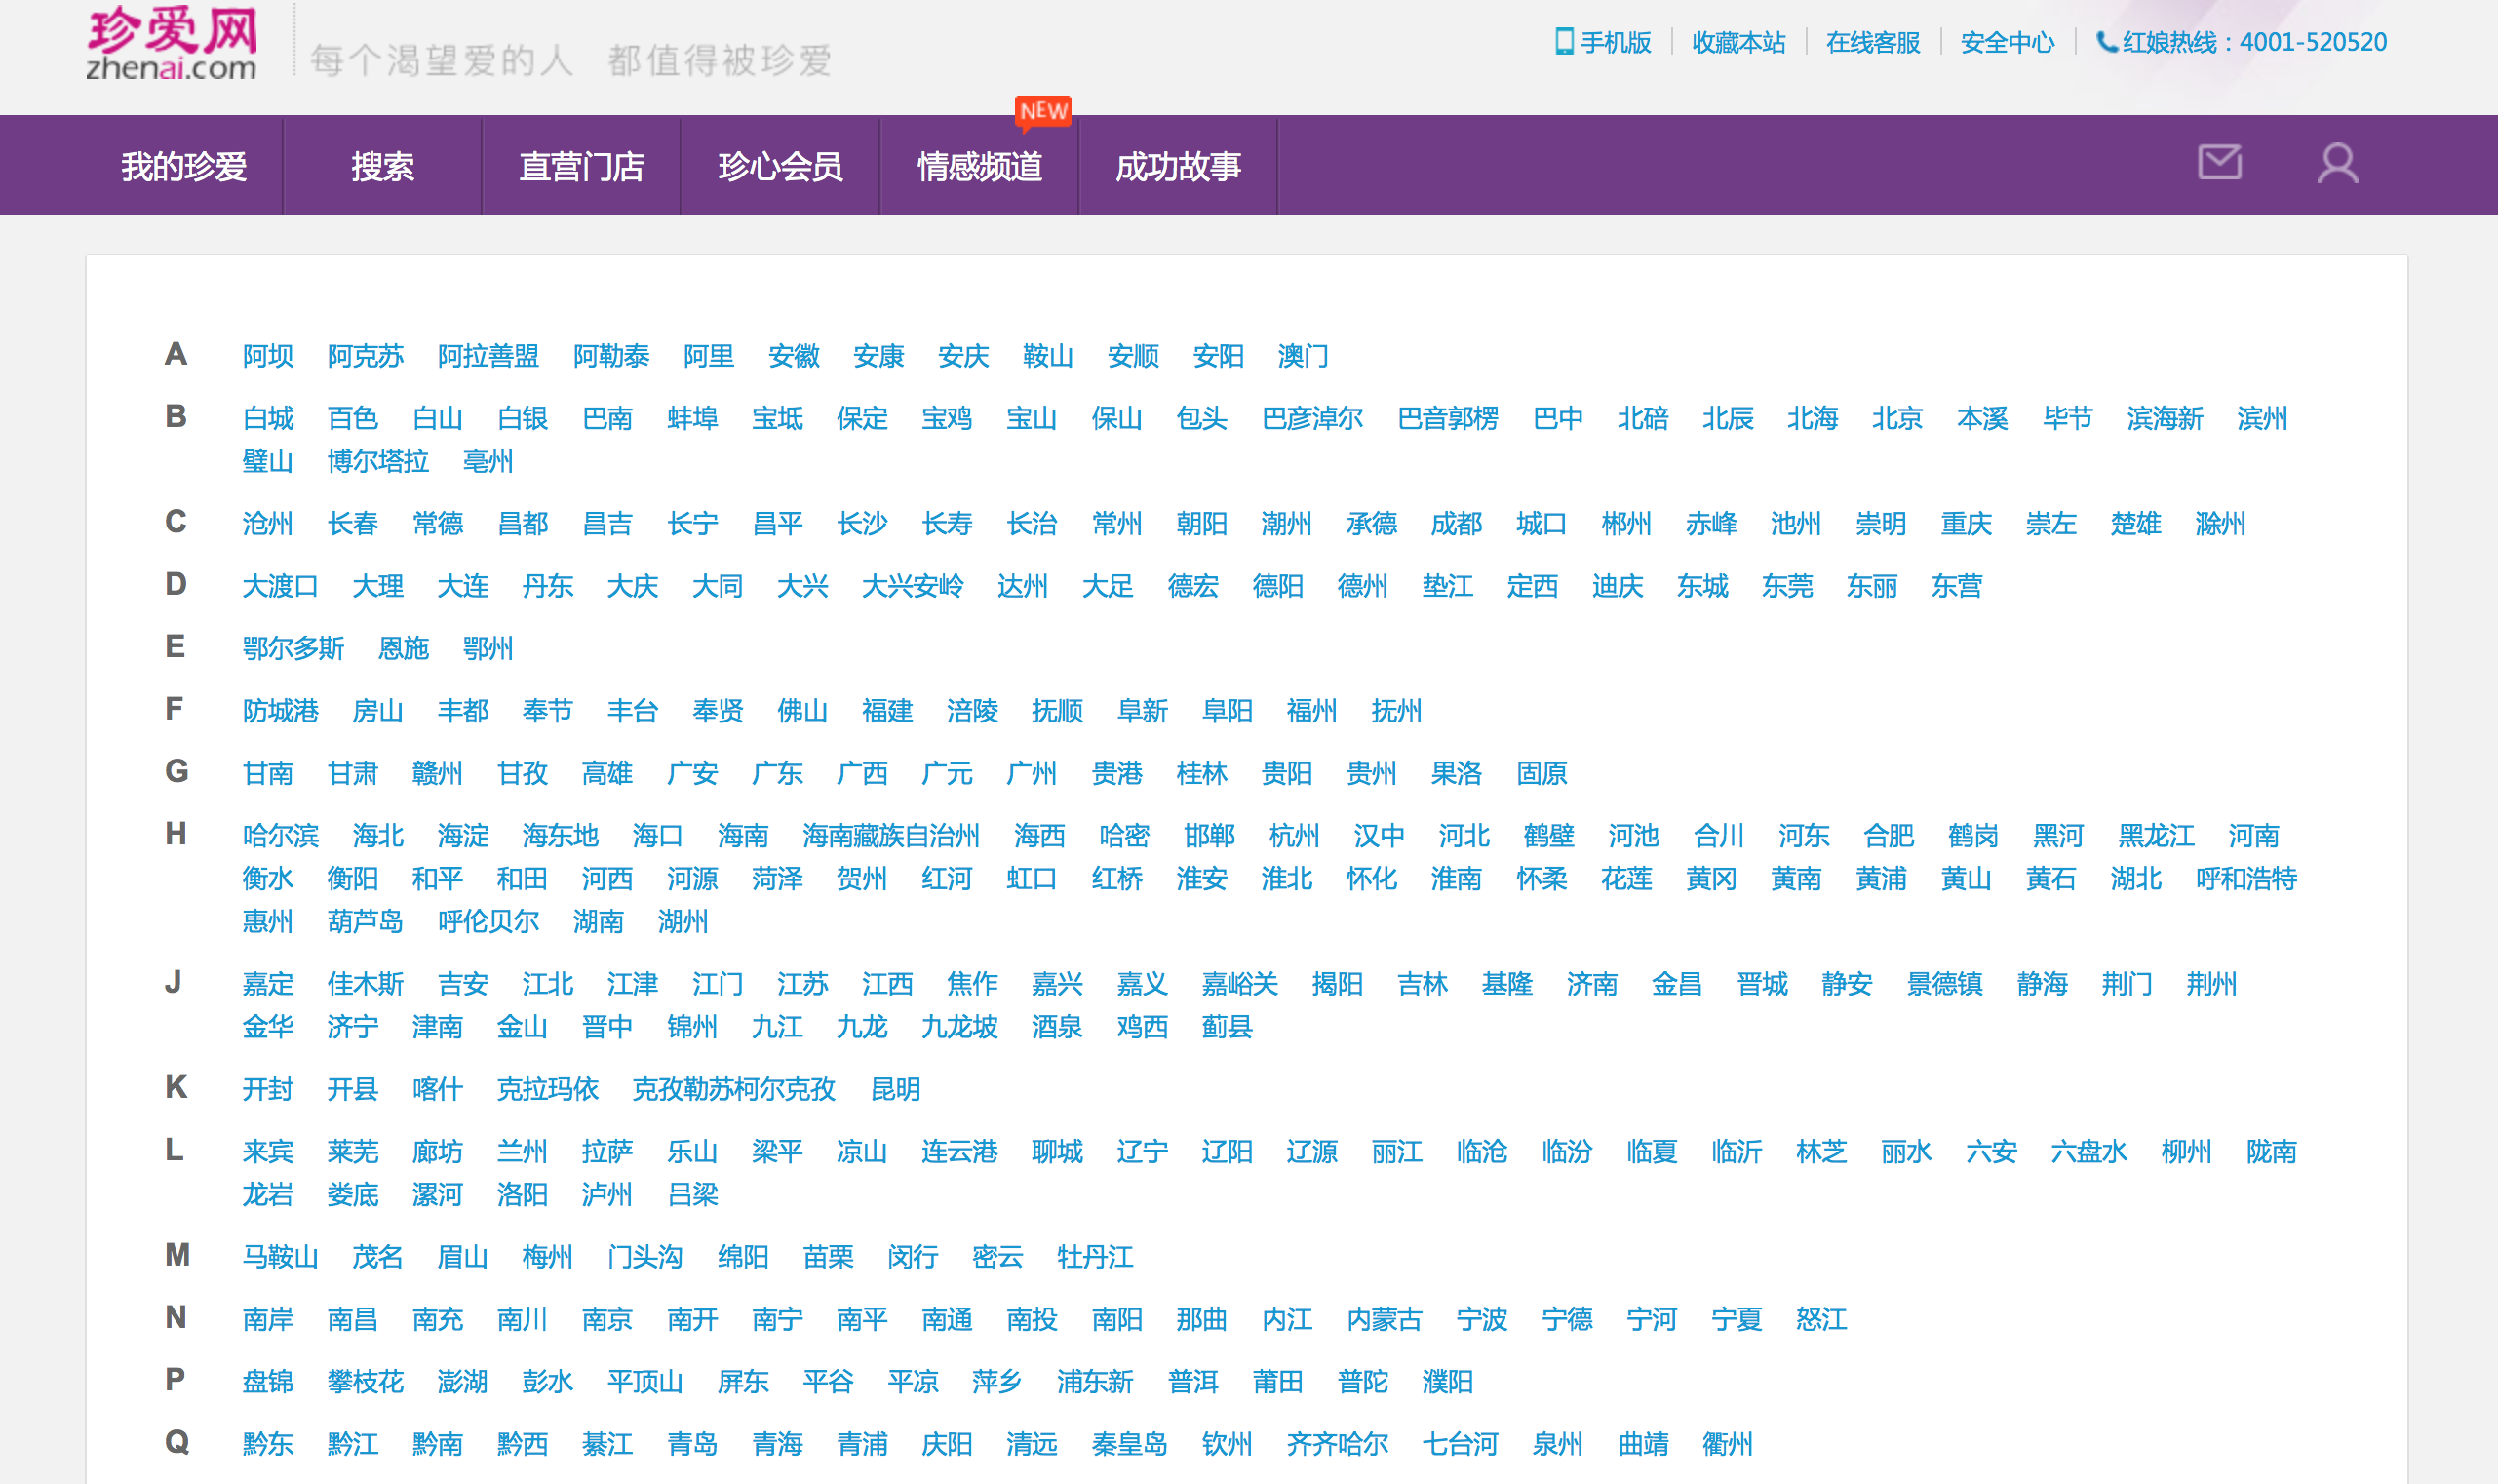 珍爱网
zhenai.com
每个渴望爱的人 都值得被珍爱
手机版 收藏本站 在线客服 安全中心 红娘热线：4001-520520
NEW
我的珍爱 搜索 直营门店 珍心会员 情感频道 成功故事
A 阿坝 阿克苏 阿拉善盟 阿勒泰 阿里 安徽 安康 安庆 鞍山 安顺 安阳 澳门
B 白城 百色 白山 白银 巴南 蚌埠 宝坻 保定 宝鸡 宝山 保山 包头 巴彦淖尔 巴音郭楞 巴中 北碚 北辰 北海 北京 本溪 毕节 滨海新 滨州
璧山 博尔塔拉 亳州
C 沧州 长春 常德 昌都 昌吉 长宁 昌平 长沙 长寿 长治 常州 朝阳 潮州 承德 成都 城口 郴州 赤峰 池州 崇明 重庆 崇左 楚雄 滁州
D 大渡口 大理 大连 丹东 大庆 大同 大兴 大兴安岭 达州 大足 德宏 德阳 德州 垫江 定西 迪庆 东城 东莞 东丽 东营
E 鄂尔多斯 恩施 鄂州
F 防城港 房山 丰都 奉节 丰台 奉贤 佛山 福建 涪陵 抚顺 阜新 阜阳 福州 抚州
G 甘南 甘肃 赣州 甘孜 高雄 广安 广东 广西 广元 广州 贵港 桂林 贵阳 贵州 果洛 固原
H 哈尔滨 海北 海淀 海东地 海口 海南 海南藏族自治州 海西 哈密 邯郸 杭州 汉中 河北 鹤壁 河池 合川 河东 合肥 鹤岗 黑河 黑龙江 河南
衡水 衡阳 和平 和田 河西 河源 菏泽 贺州 红河 虹口 红桥 淮安 淮北 怀化 淮南 怀柔 花莲 黄冈 黄南 黄浦 黄山 黄石 湖北 呼和浩特
惠州 葫芦岛 呼伦贝尔 湖南 湖州
J 嘉定 佳木斯 吉安 江北 江津 江门 江苏 江西 焦作 嘉兴 嘉义 嘉峪关 揭阳 吉林 基隆 济南 金昌 晋城 静安 景德镇 静海 荆门 荆州
金华 济宁 津南 金山 晋中 锦州 九江 九龙 九龙坡 酒泉 鸡西 蓟县
K 开封 开县 喀什 克拉玛依 克孜勒苏柯尔克孜 昆明
L 来宾 莱芜 廊坊 兰州 拉萨 乐山 梁平 凉山 连云港 聊城 辽宁 辽阳 辽源 丽江 临沧 临汾 临夏 临沂 林芝 丽水 六安 六盘水 柳州 陇南
龙岩 娄底 漯河 洛阳 泸州 吕梁
M 马鞍山 茂名 眉山 梅州 门头沟 绵阳 苗栗 闵行 密云 牡丹江
N 南岸 南昌 南充 南川 南京 南开 南宁 南平 南通 南投 南阳 那曲 内江 内蒙古 宁波 宁德 宁河 宁夏 怒江
P 盘锦 攀枝花 澎湖 彭水 平顶山 屏东 平谷 平凉 萍乡 浦东新 普洱 莆田 普陀 濮阳
Q 黔东 黔江 黔南 黔西 綦江 青岛 青海 青浦 庆阳 清远 秦皇岛 钦州 齐齐哈尔 七台河 泉州 曲靖 衢州